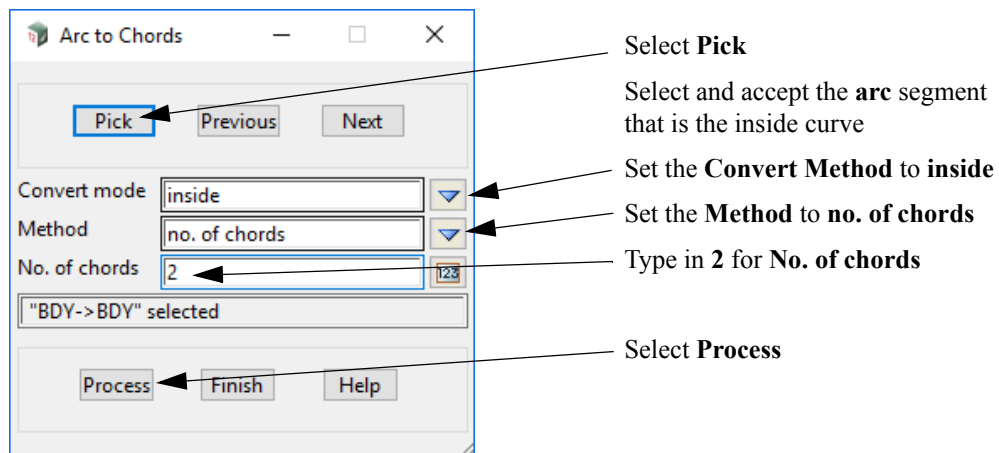 Arc to Chords
Pick Previous Next
Convert mode inside
Method no. of chords
No. of chords 2
123
"BDY->BDY" selected
Process Finish Help
Select Pick
Select and accept the arc segment
that is the inside curve
Set the Convert Method to inside
Set the Method to no. of chords
Type in 2 for No. of chords
Select Process